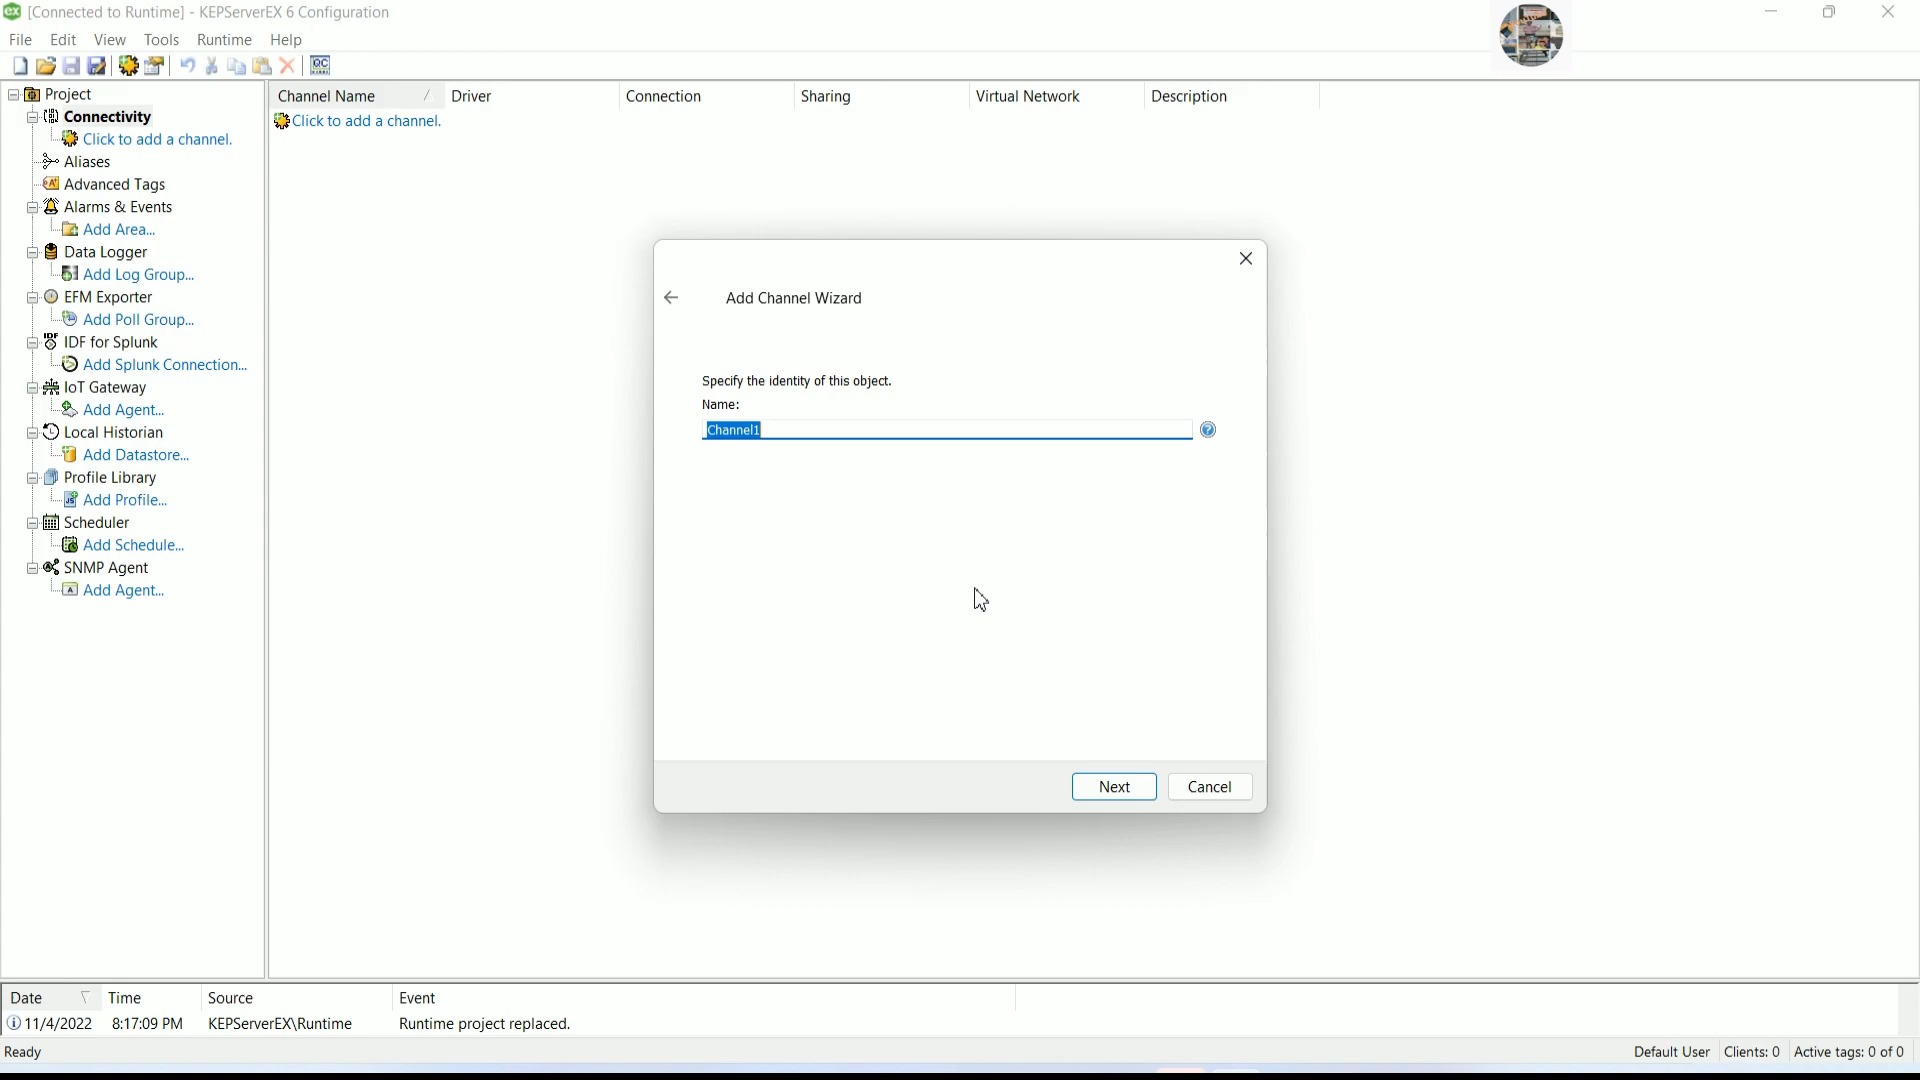 [Connected to Runtime] - KEPServerEX 6 Configuration
File Edit View Tools Runtime Help
Project
Connectivity
Click to add a channel.
Aliases
Advanced Tags
Alarms & Events
Add Area...
Data Logger
Add Log Group...
EFM Exporter
Add Poll Group...
IDF for Splunk
Add Splunk Connection...
IoT Gateway
Add Agent...
Local Historian
Add Datastore...
Profile Library
Add Profile...
Scheduler
Add Schedule...
SNMP Agent
Add Agent...
Channel Name Driver Connection Sharing Virtual Network Description
Click to add a channel.
Add Channel Wizard
Specify the identity of this object.
Name:
Channel1
Next Cancel
Date Time Source Event
11/4/2022 8:17:09 PM KEPServerEX\Runtime Runtime project replaced.
Ready Default User Clients: 0 Active tags: 0 of 0